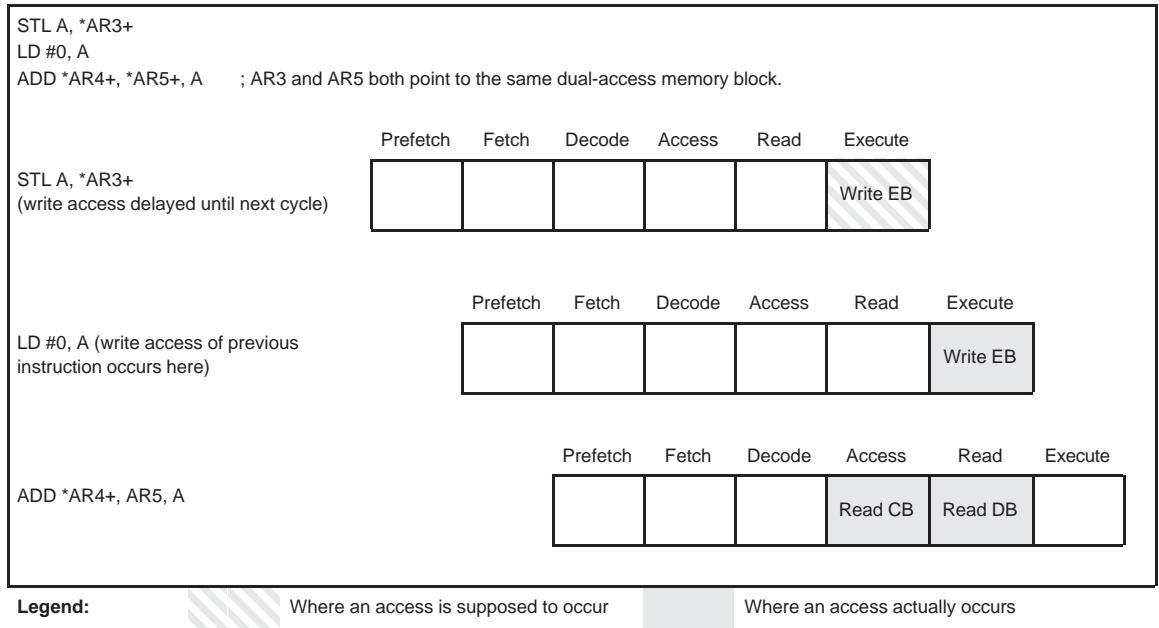 STL A, *AR3+
LD #0, A
ADD *AR4+, *AR5+, A ; AR3 and AR5 both point to the same dual-access memory block.
Prefetch Fetch Decode Access Read Execute
STL A, *AR3+
(write access delayed until next cycle)
Write EB
Prefetch Fetch Decode Access Read Execute
LD #0, A (write access of previous
instruction occurs here)
Write EB
Prefetch Fetch Decode Access Read Execute
ADD *AR4+, AR5, A
Read CB Read DB
Legend: Where an access is supposed to occur Where an access actually occurs